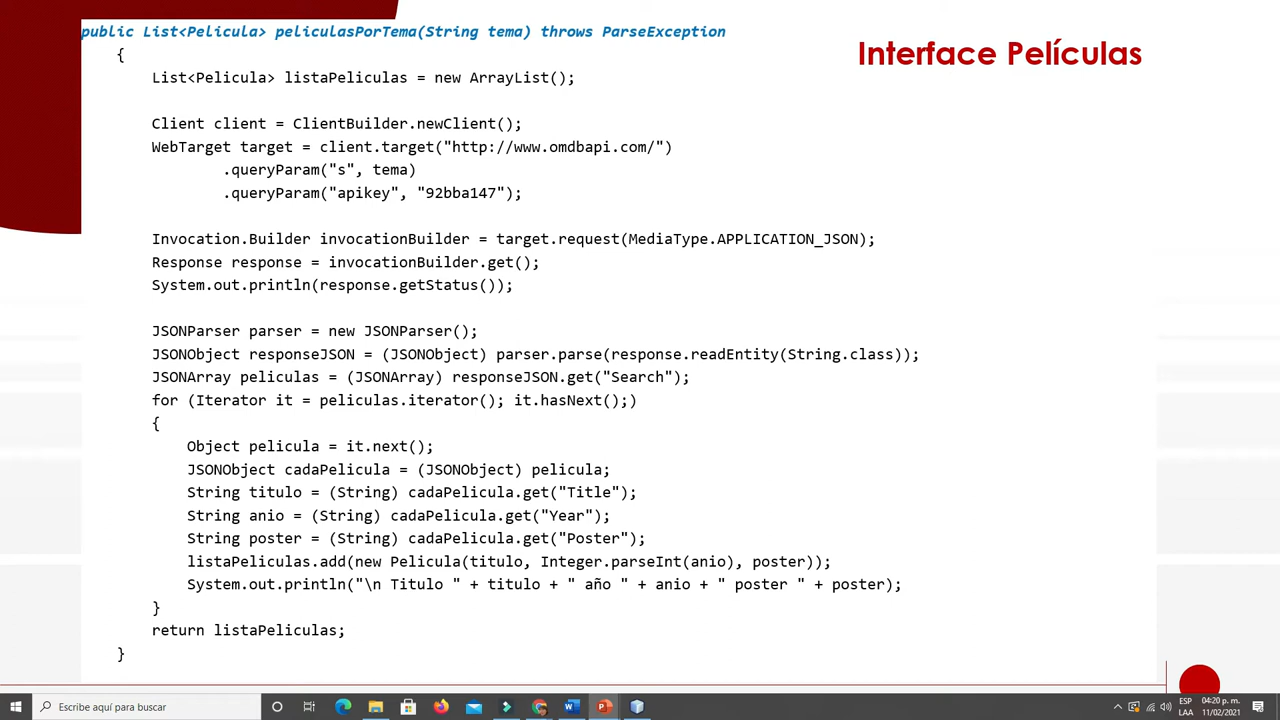 public List<Pelicula> peliculasPorTema(String tema) throws ParseException
Interface Películas
{
List<Pelicula> listaPeliculas = new ArrayList();
Client client = ClientBuilder.newClient();
WebTarget target = client.target("http://www.omdbapi.com/")
.queryParam("s", tema)
.queryParam("apikey", "92bba147");
Invocation.Builder invocationBuilder = target.request(MediaType.APPLICATION_JSON);
Response response = invocationBuilder.get();
System.out.println(response.getStatus());
JSONParser parser = new JSONParser();
JSONObject responseJSON = (JSONObject) parser.parse(response.readEntity(String.class));
JSONArray peliculas = (JSONArray) responseJSON.get("Search");
for (Iterator it = peliculas.iterator(); it.hasNext();)
{
Object pelicula = it.next();
JSONObject cadaPelicula = (JSONObject) pelicula;
String titulo = (String) cadaPelicula.get("Title");
String anio = (String) cadaPelicula.get("Year");
String poster = (String) cadaPelicula.get("Poster");
listaPeliculas.add(new Pelicula(titulo, Integer.parseInt(anio), poster));
System.out.println("\n Titulo " + titulo + " año " + anio + " poster " + poster);
}
return listaPeliculas;
}
Escribe aquí para buscar
ESP
LAA
04:20 p. m.
11/02/2021